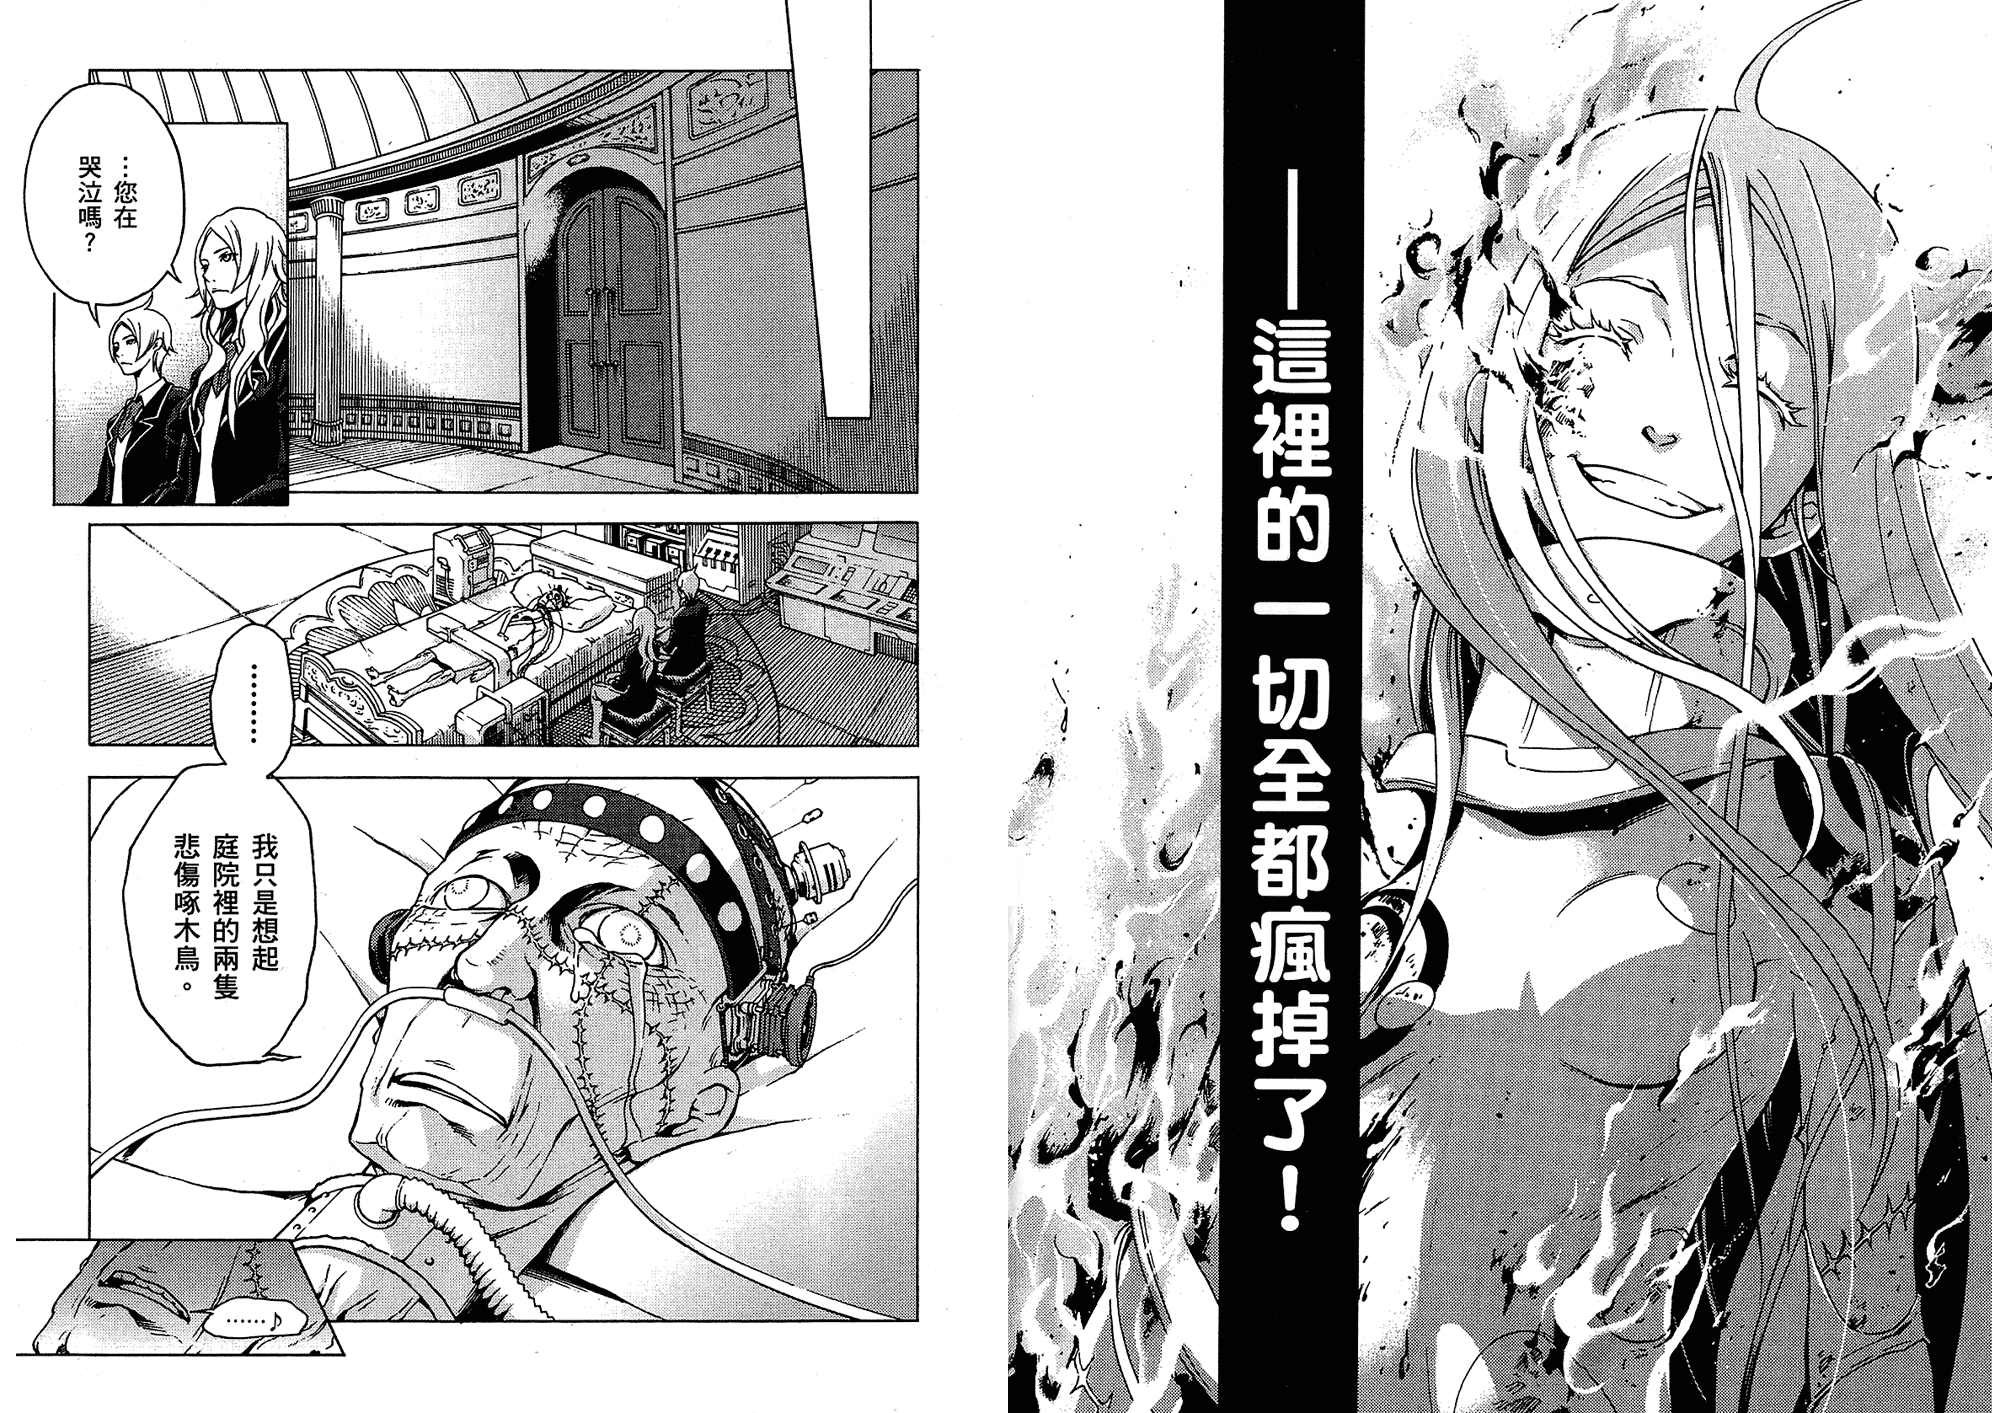 ——這裡的一切全都瘋掉了！
…您在
哭泣嗎？
………
我只是想起
庭院裡的兩隻
悲傷啄木鳥。
……♪